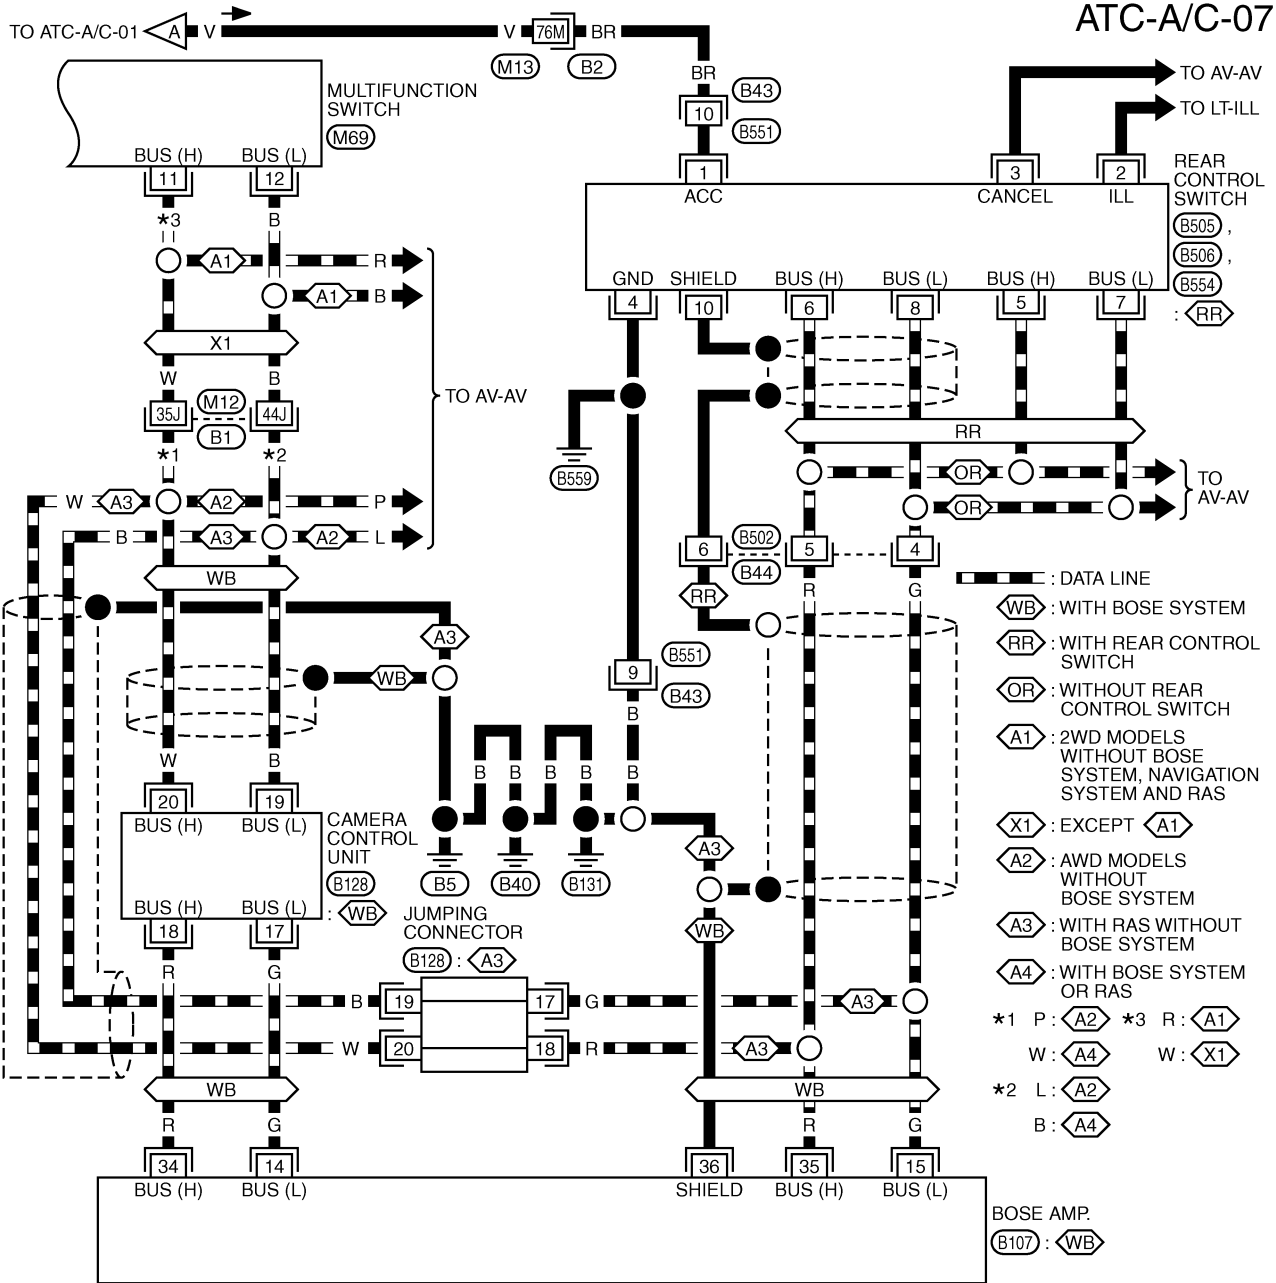 ATC-A/C-07
TO ATC-A/C-01 A V V 76M BR
M13 B2
BR
B43
10
B551
TO AV-AV
TO LT-ILL
MULTIFUNCTION
SWITCH
M69
BUS (H) BUS (L)
11 12
*3 B
A1 R
A1 B
X1
W B
M12
35J 44J
B1
*1 *2
TO AV-AV
W A3 A2 P
B A3 A2 L
WB
1 3 2
ACC CANCEL ILL
REAR
CONTROL
SWITCH
B505 ,
B506 ,
B554
: RR
GND SHIELD BUS (H) BUS (L) BUS (H) BUS (L)
4 10 6 8 5 7
B559
RR
OR
OR
TO
AV-AV
B502
6 5 4
B44
RR R G
A3
WB
B551
9
B43
B
B B B B B
W B
20 19
BUS (H) BUS (L)
CAMERA
CONTROL
UNIT
B128
: WB
BUS (H) BUS (L)
18 17
R G
B5 B40 B131
A3
WB
JUMPING
CONNECTOR
B128 : A3
B 19 17 G A3
W 20 18 R A3
WB WB
R G R G
34 14 36 35 15
BUS (H) BUS (L) SHIELD BUS (H) BUS (L)
BOSE AMP.
B107 : WB
: DATA LINE
WB : WITH BOSE SYSTEM
RR : WITH REAR CONTROL
SWITCH
OR : WITHOUT REAR
CONTROL SWITCH
A1 : 2WD MODELS
WITHOUT BOSE
SYSTEM, NAVIGATION
SYSTEM AND RAS
X1 : EXCEPT A1
A2 : AWD MODELS
WITHOUT
BOSE SYSTEM
A3 : WITH RAS WITHOUT
BOSE SYSTEM
A4 : WITH BOSE SYSTEM
OR RAS
*1 P : A2 *3 R : A1
W : A4 W : X1
*2 L : A2
B : A4